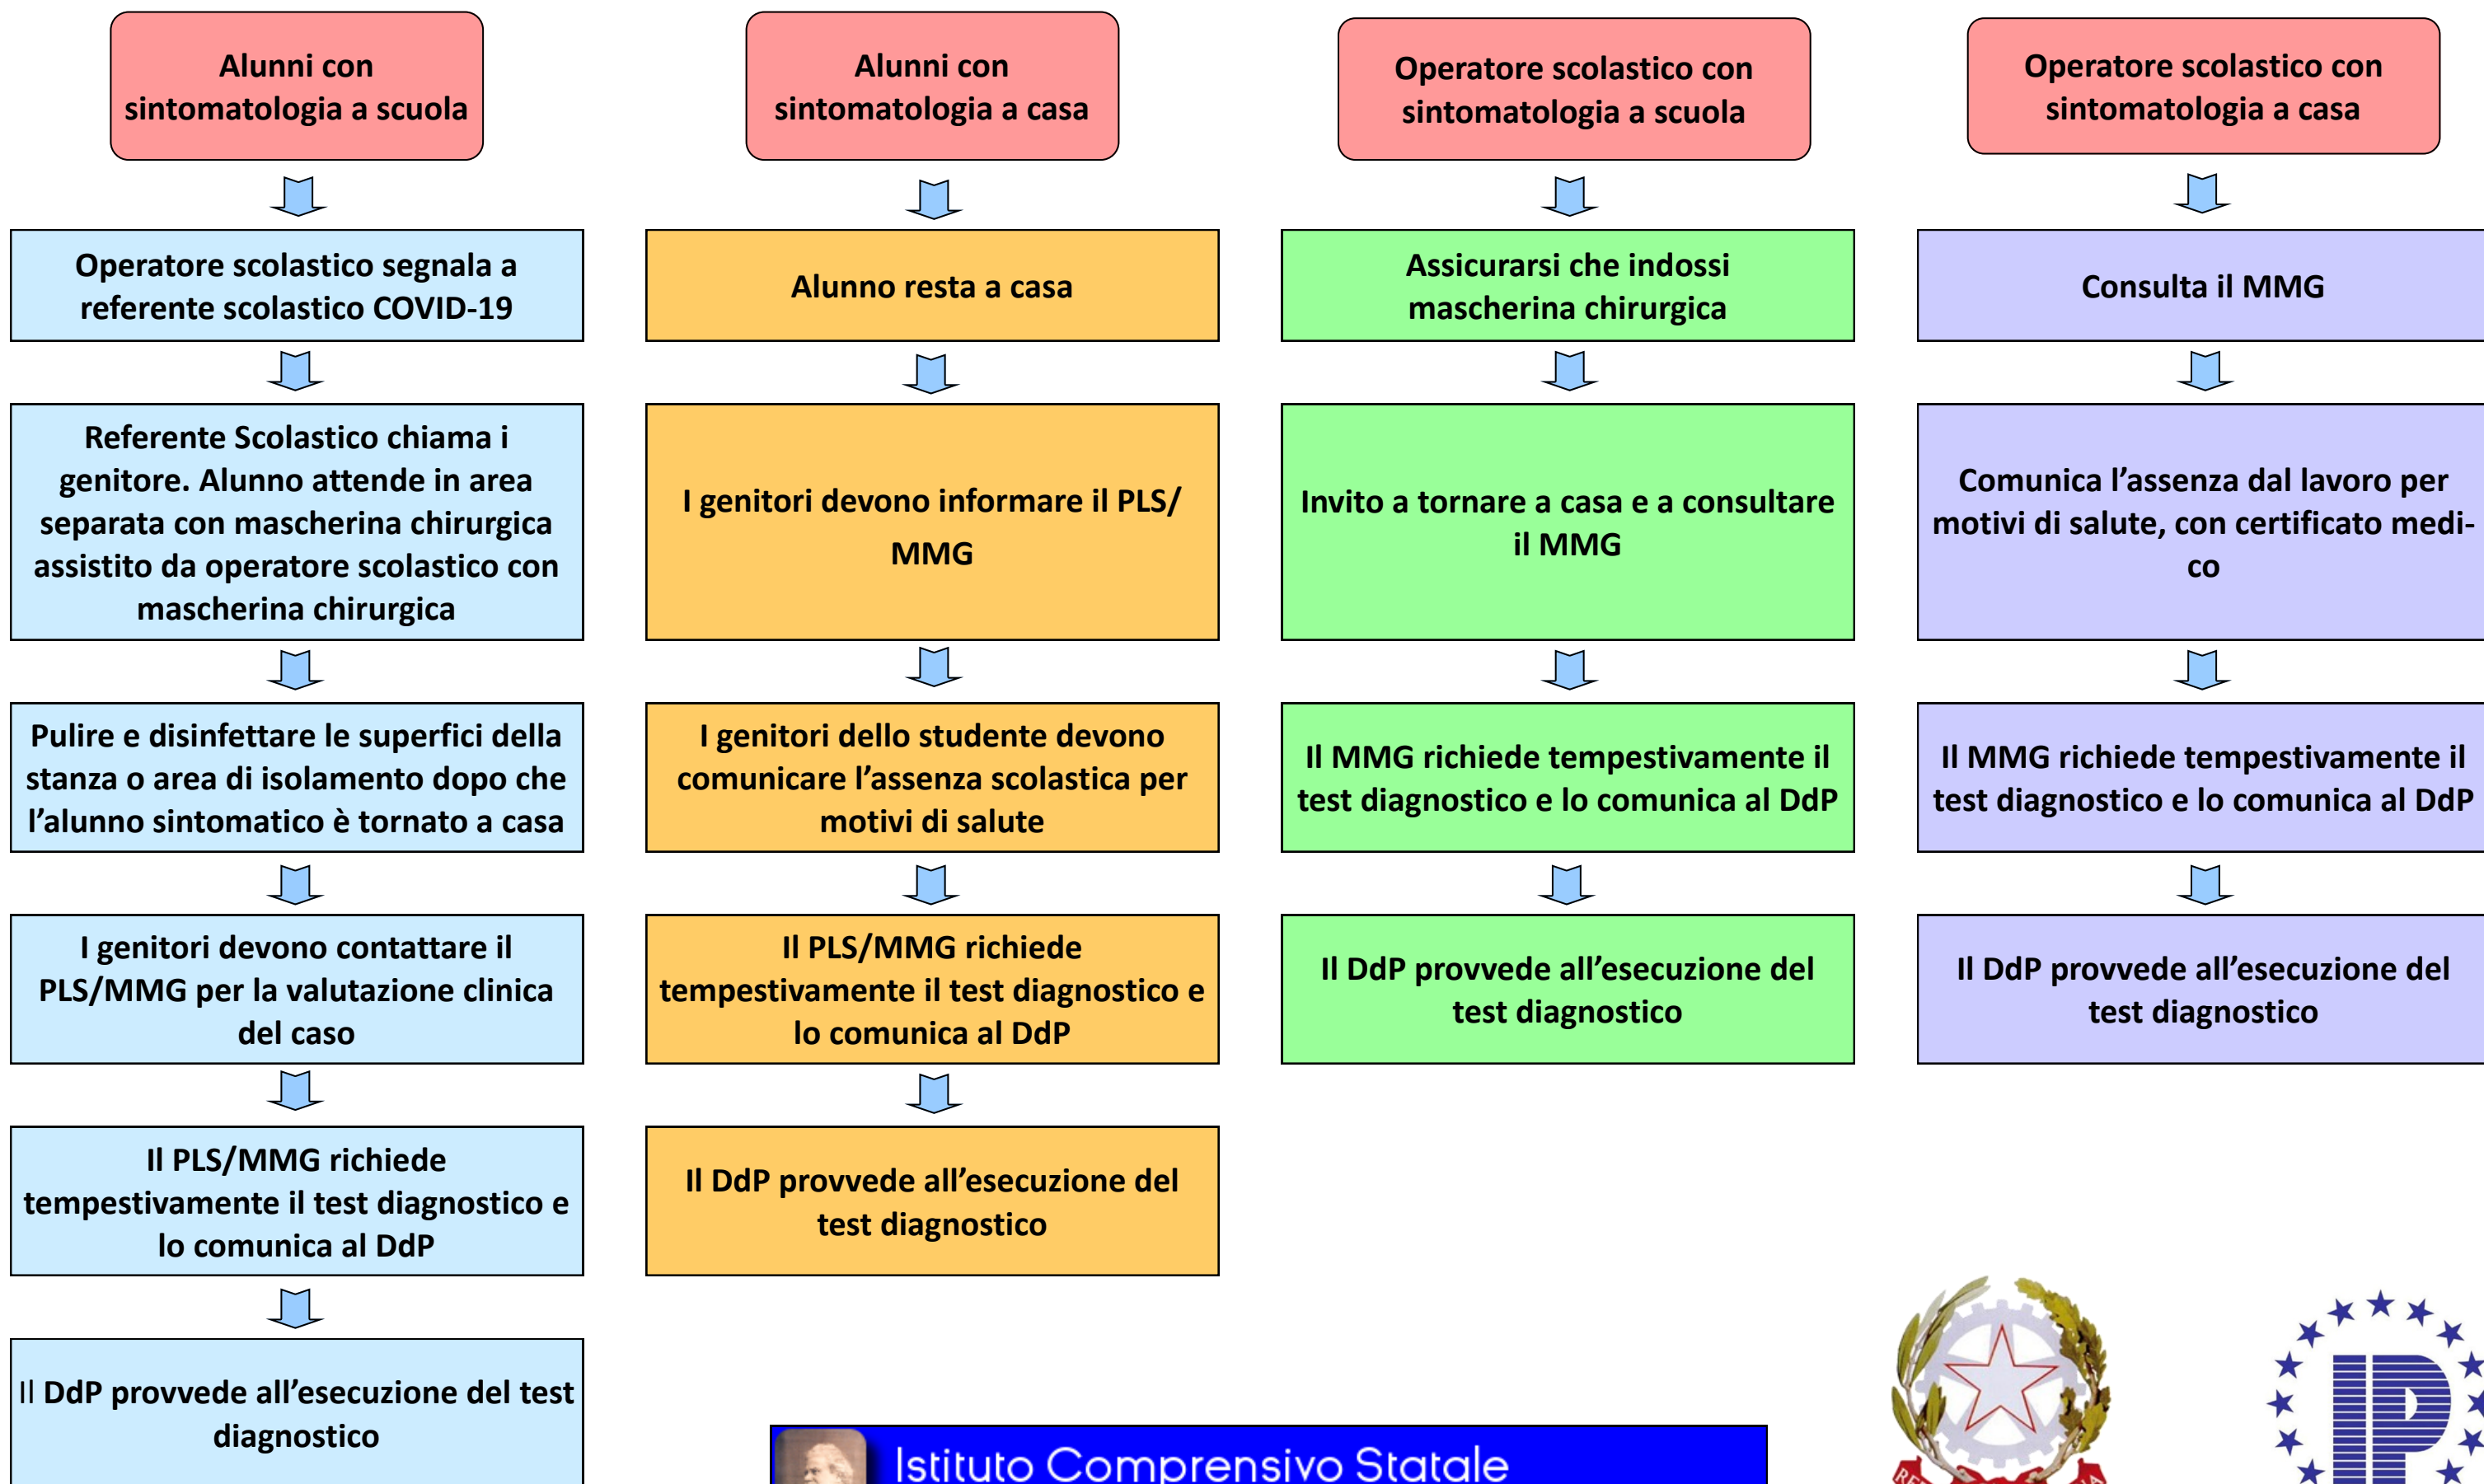 Alunni con
sintomatologia a scuola
Operatore scolastico segnala a
referente scolastico COVID-19
Referente Scolastico chiama i
genitore. Alunno attende in area
separata con mascherina chirurgica
assistito da operatore scolastico con
mascherina chirurgica
Pulire e disinfettare le superfici della
stanza o area di isolamento dopo che
l’alunno sintomatico è tornato a casa
I genitori devono contattare il
PLS/MMG per la valutazione clinica
del caso
Il PLS/MMG richiede
tempestivamente il test diagnostico e
lo comunica al DdP
Il DdP provvede all’esecuzione del test
diagnostico
Alunni con
sintomatologia a casa
Alunno resta a casa
I genitori devono informare il PLS/
MMG
I genitori dello studente devono
comunicare l’assenza scolastica per
motivi di salute
Il PLS/MMG richiede
tempestivamente il test diagnostico e
lo comunica al DdP
Il DdP provvede all’esecuzione del
test diagnostico
Operatore scolastico con
sintomatologia a scuola
Assicurarsi che indossi
mascherina chirurgica
Invito a tornare a casa e a consultare
il MMG
Il MMG richiede tempestivamente il
test diagnostico e lo comunica al DdP
Il DdP provvede all’esecuzione del
test diagnostico
Operatore scolastico con
sintomatologia a casa
Consulta il MMG
Comunica l’assenza dal lavoro per
motivi di salute, con certificato medi-
co
Il MMG richiede tempestivamente il
test diagnostico e lo comunica al DdP
Il DdP provvede all’esecuzione del
test diagnostico
Istituto Comprensivo Statale
IP